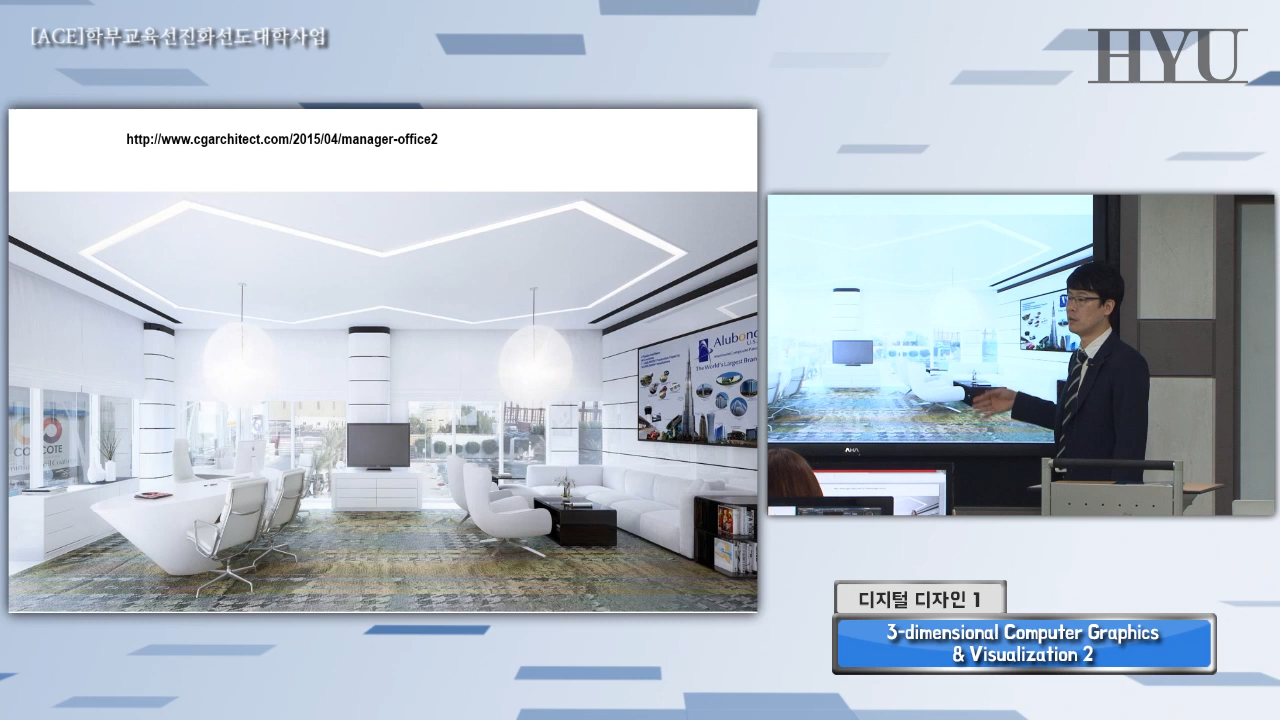 [ACE]학부교육선진화선도대학사업
HYU
http://www.cgarchitect.com/2015/04/manager-office2
Alubond
U.S.
The World's Largest Bran
AHA
디지털 디자인 1
3-dimensional Computer Graphics
& Visualization 2